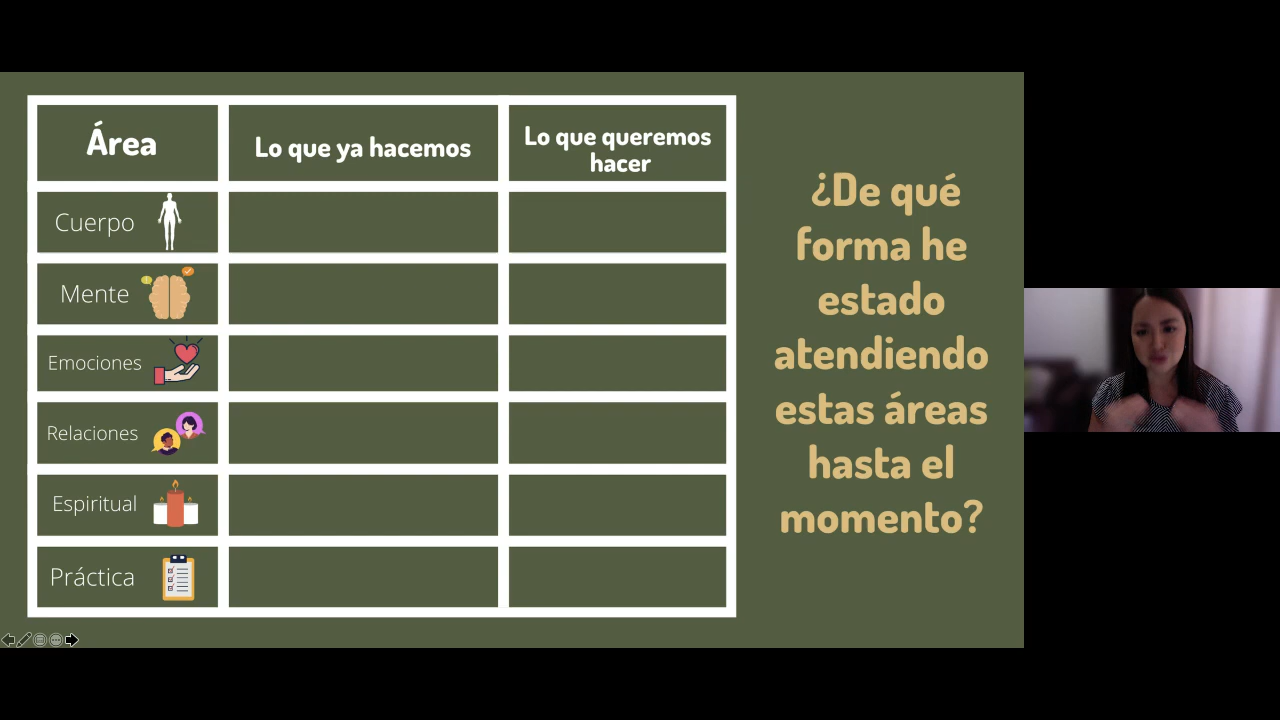 Área
Lo que ya hacemos
Lo que queremos
hacer
Cuerpo
Mente
Emociones
Relaciones
Espiritual
Práctica
¿De qué
forma he
estado
atendiendo
estas áreas
hasta el
momento?